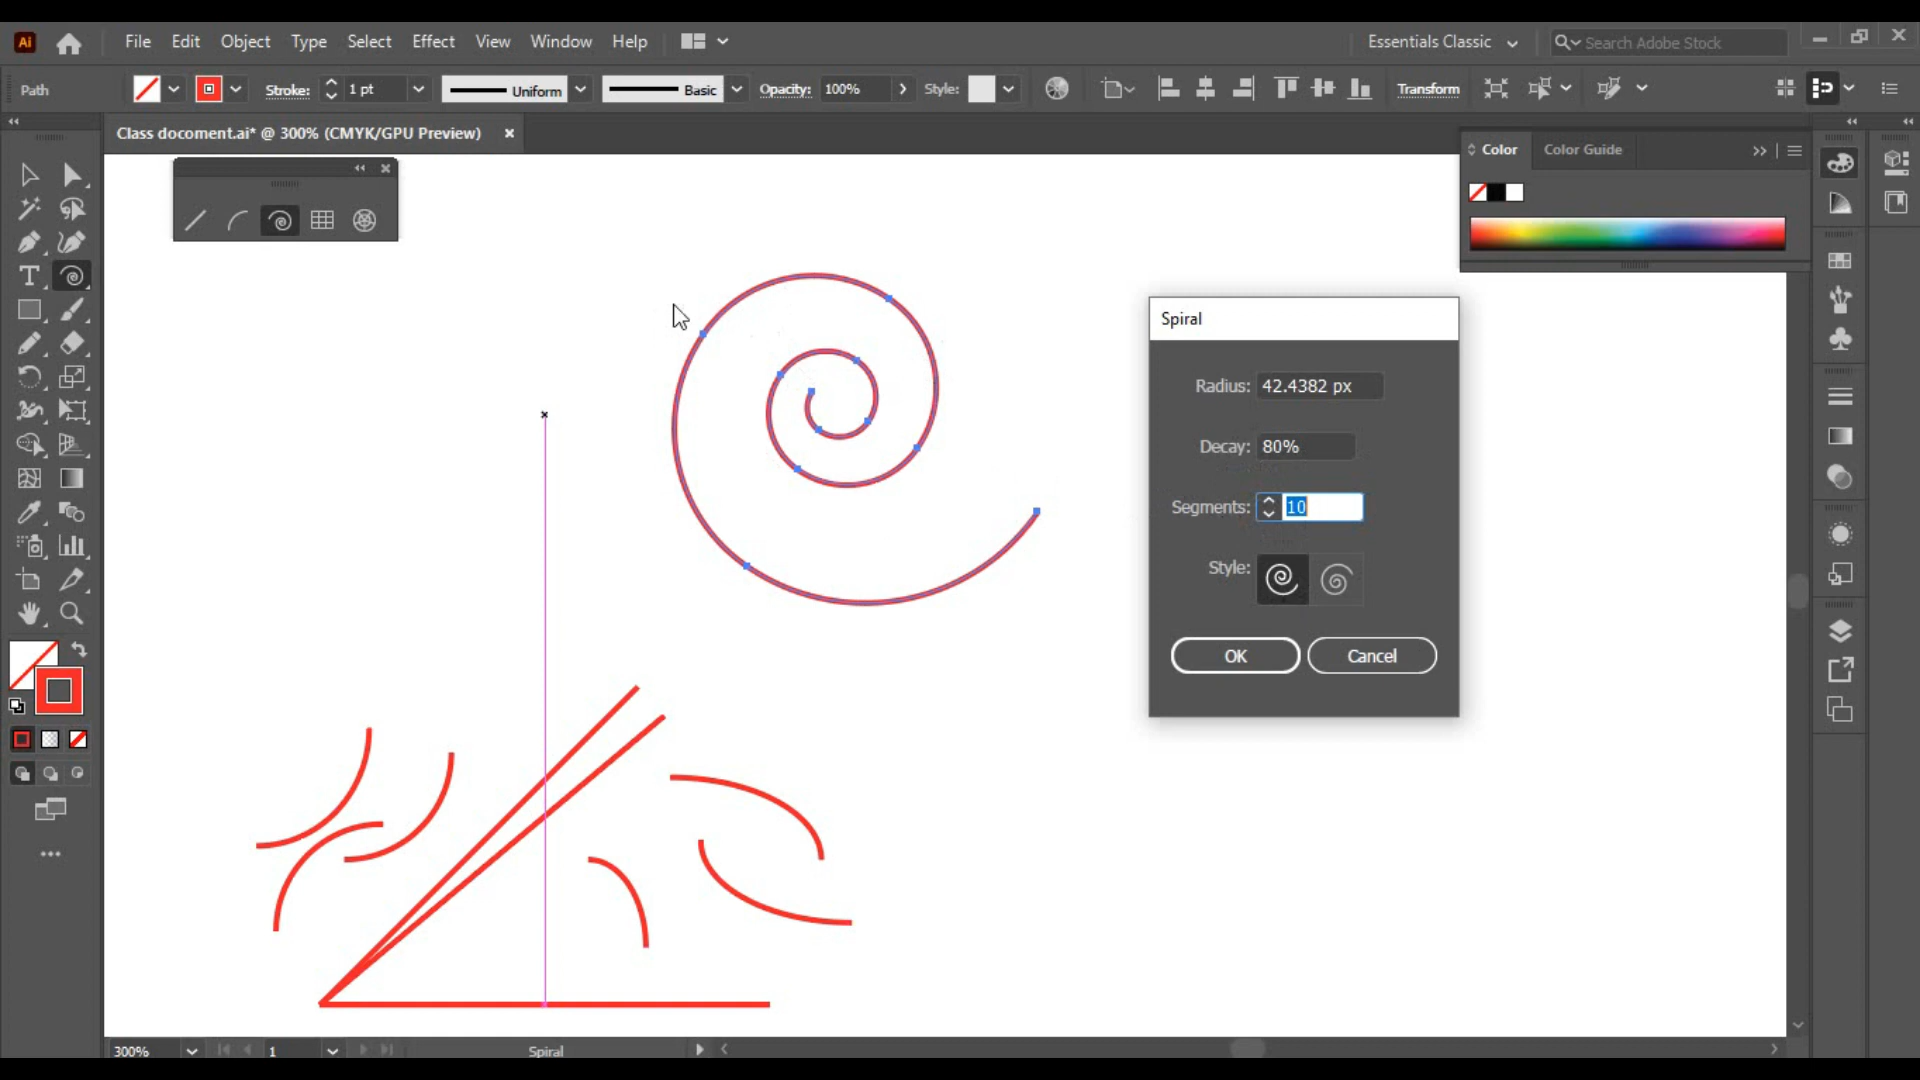 Ai File Edit Object Type Select Effect View Window Help Essentials Classic Search Adobe Stock
Path Stroke: 1 pt Uniform Basic Opacity: 100% Style: Transform
Class docoment.ai* @ 300% (CMYK/GPU Preview)
Color Color Guide
Spiral
Radius: 42.4382 px
Decay: 80%
Segments: 10
Style:
OK Cancel
300% 1 Spiral